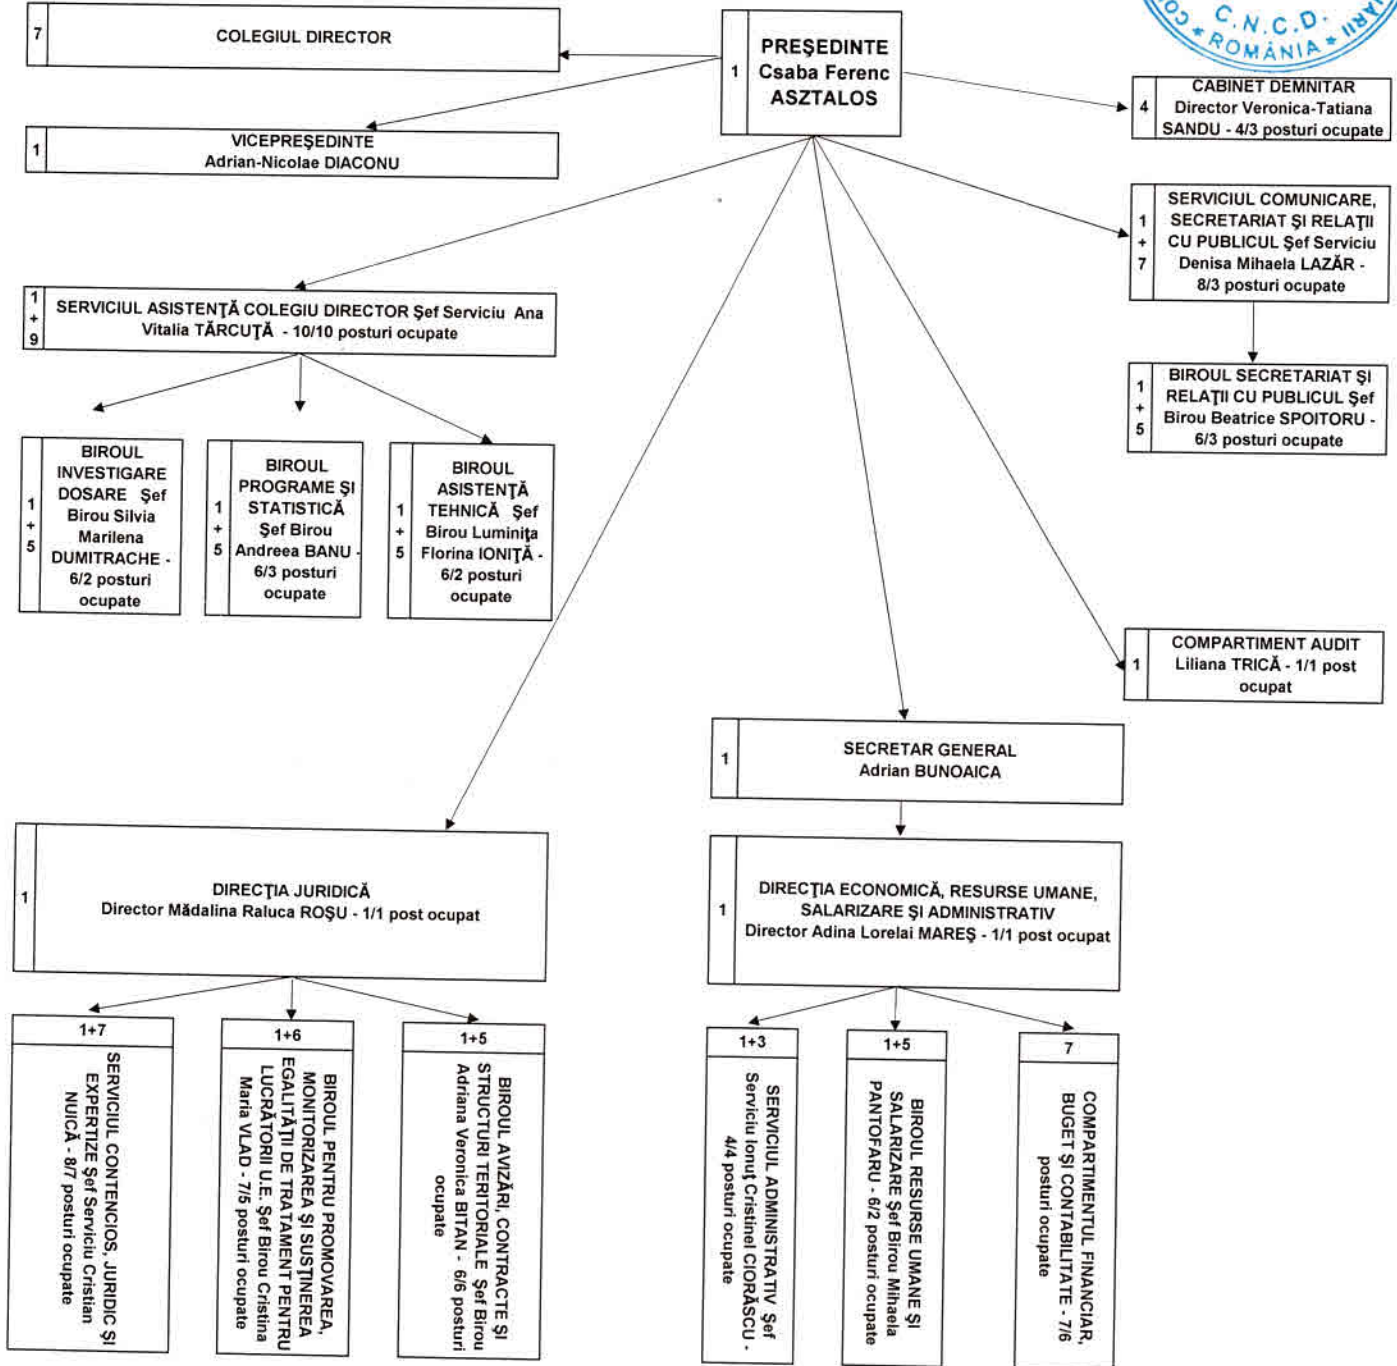 7
COLEGIUL DIRECTOR
1
PREŞEDINTE
Csaba Ferenc
ASZTALOS
C.N.C.D.
* ROMÂNIA *
4
CABINET DEMNITAR
Director Veronica-Tatiana
SANDU - 4/3 posturi ocupate
1
VICEPREŞEDINTE
Adrian-Nicolae DIACONU
1
+
7
SERVICIUL COMUNICARE,
SECRETARIAT ŞI RELAŢII
CU PUBLICUL Şef Serviciu
Denisa Mihaela LAZĂR -
8/3 posturi ocupate
1
+
9
SERVICIUL ASISTENŢĂ COLEGIU DIRECTOR Şef Serviciu Ana
Vitalia TĂRCUŢĂ - 10/10 posturi ocupate
1
+
5
BIROUL SECRETARIAT ŞI
RELAŢII CU PUBLICUL Şef
Birou Beatrice SPOITORU -
6/3 posturi ocupate
1
+
5
BIROUL
INVESTIGARE
DOSARE Şef
Birou Silvia
Marilena
DUMITRACHE -
6/2 posturi
ocupate
1
+
5
BIROUL
PROGRAME ŞI
STATISTICĂ
Şef Birou
Andreea BANU -
6/3 posturi
ocupate
1
+
5
BIROUL
ASISTENŢĂ
TEHNICĂ Şef
Birou Luminiţa
Florina IONIŢĂ -
6/2 posturi
ocupate
1
COMPARTIMENT AUDIT
Liliana TRICĂ - 1/1 post
ocupat
1
SECRETAR GENERAL
Adrian BUNOAICA
1
DIRECŢIA JURIDICĂ
Director Mădalina Raluca ROŞU - 1/1 post ocupat
1
DIRECŢIA ECONOMICĂ, RESURSE UMANE,
SALARIZARE ŞI ADMINISTRATIV
Director Adina Lorelai MAREŞ - 1/1 post ocupat
1+7
SERVICIUL CONTENCIOS, JURIDIC ŞI
EXPERTIZE Şef Serviciu Cristian
NUICĂ - 8/7 posturi ocupate
1+6
BIROUL PENTRU PROMOVAREA,
MONITORIZAREA ŞI SUSŢINEREA
EGALITĂŢII DE TRATAMENT PENTRU
LUCRĂTORII U.E. Şef Birou Cristina
Maria VLAD - 7/5 posturi ocupate
1+5
BIROUL AVIZĂRI, CONTRACTE ŞI
STRUCTURI TERITORIALE Şef Birou
Adriana Veronica BITAN - 6/6 posturi
ocupate
1+3
SERVICIUL ADMINISTRATIV Şef
Serviciu Ionuţ Cristinel CIORĂSCU -
4/4 posturi ocupate
1+5
BIROUL RESURSE UMANE ŞI
SALARIZARE Şef Birou Mihaela
PANTOFARU - 6/2 posturi ocupate
7
COMPARTIMENTUL FINANCIAR,
BUGET ŞI CONTABILITATE - 7/6
posturi ocupate